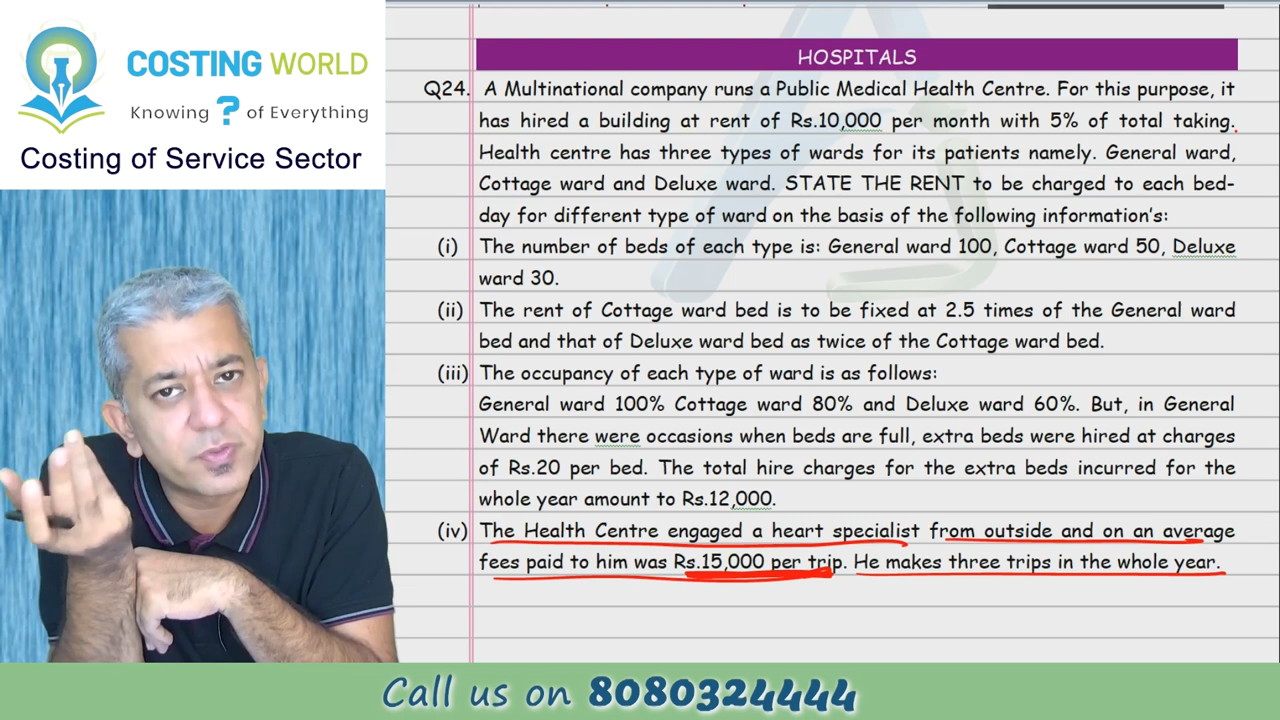 COSTING WORLD
Knowing ? of Everything
Costing of Service Sector
HOSPITALS
Q24. A Multinational company runs a Public Medical Health Centre. For this purpose, it
has hired a building at rent of Rs.10,000 per month with 5% of total taking.
Health centre has three types of wards for its patients namely. General ward,
Cottage ward and Deluxe ward. STATE THE RENT to be charged to each bed-
day for different type of ward on the basis of the following information's:
(i) The number of beds of each type is: General ward 100, Cottage ward 50, Deluxe
ward 30.
(ii) The rent of Cottage ward bed is to be fixed at 2.5 times of the General ward
bed and that of Deluxe ward bed as twice of the Cottage ward bed.
(iii) The occupancy of each type of ward is as follows:
General ward 100% Cottage ward 80% and Deluxe ward 60%. But, in General
Ward there were occasions when beds are full, extra beds were hired at charges
of Rs.20 per bed. The total hire charges for the extra beds incurred for the
whole year amount to Rs.12,000.
(iv) The Health Centre engaged a heart specialist from outside and on an average
fees paid to him was Rs.15,000 per trip. He makes three trips in the whole year.
Call us on 8080324444